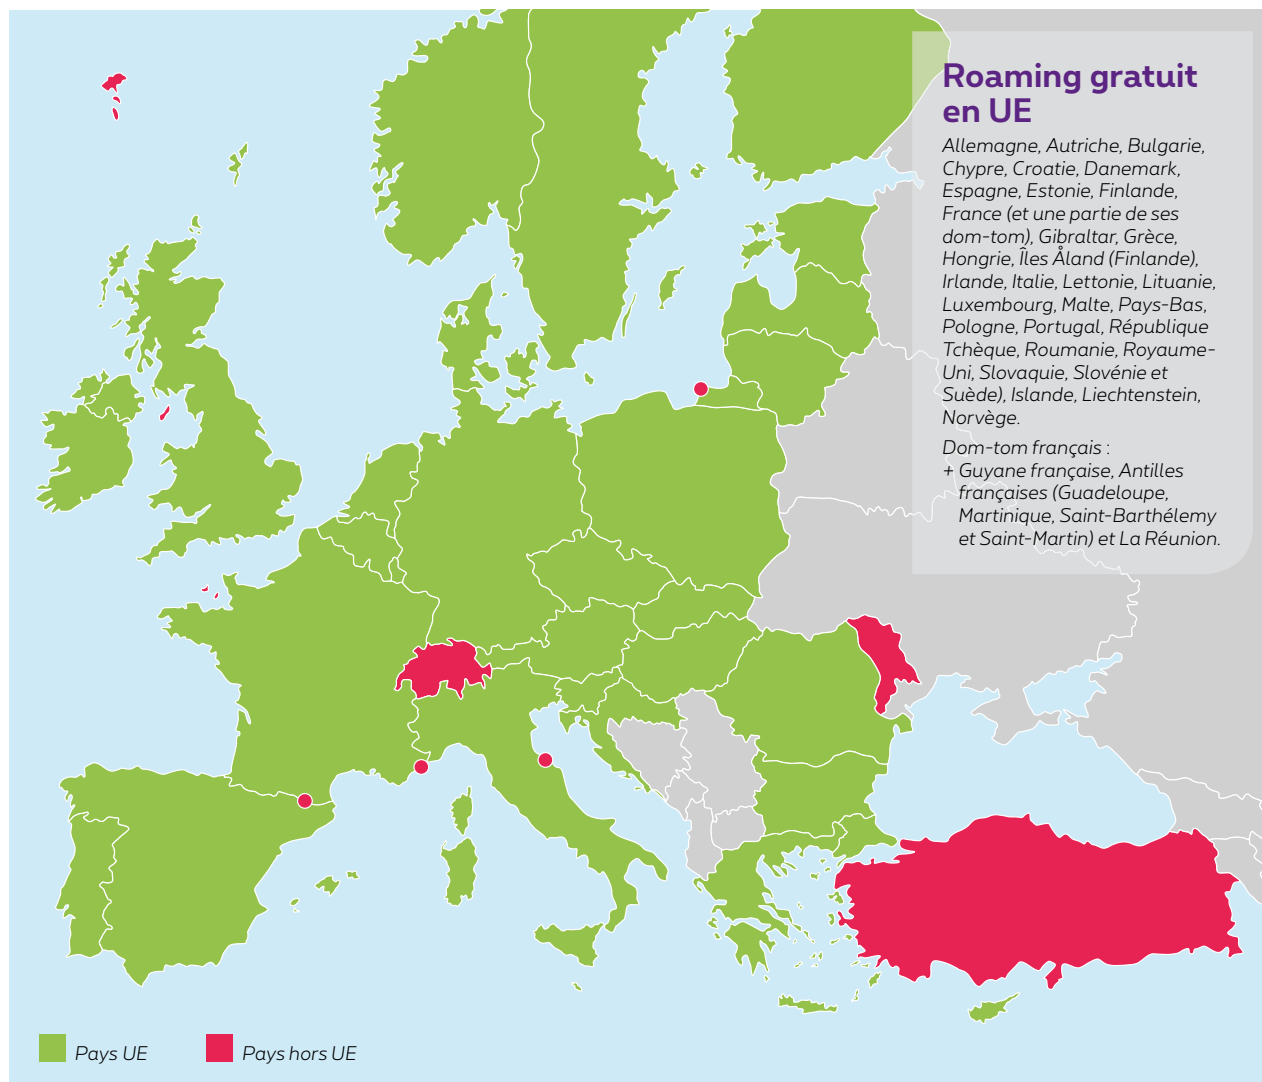 Roaming gratuit
en UE
Allemagne, Autriche, Bulgarie,
Chypre, Croatie, Danemark,
Espagne, Estonie, Finlande,
France (et une partie de ses
dom-tom), Gibraltar, Grèce,
Hongrie, Îles Åland (Finlande),
Irlande, Italie, Lettonie, Lituanie,
Luxembourg, Malte, Pays-Bas,
Pologne, Portugal, République
Tchèque, Roumanie, Royaume-
Uni, Slovaquie, Slovénie et
Suède), Islande, Liechtenstein,
Norvège.
Dom-tom français :
+ Guyane française, Antilles
françaises (Guadeloupe,
Martinique, Saint-Barthélemy
et Saint-Martin) et La Réunion.
Pays UE
Pays hors UE